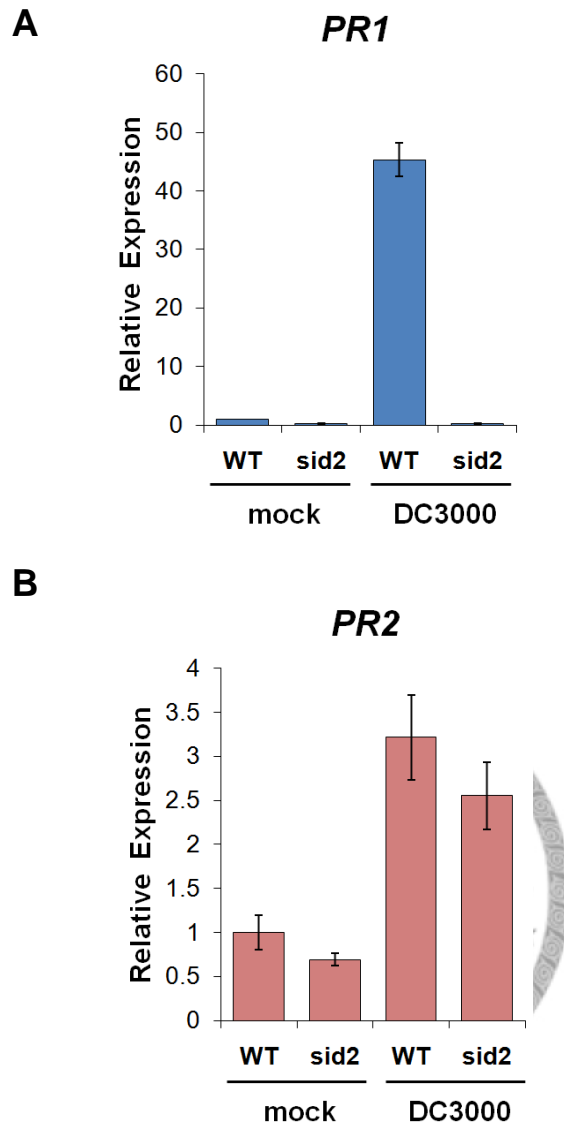 A
PR1
Relative Expression
60
50
40
30
20
10
0
WT sid2 WT sid2
mock DC3000
B
PR2
Relative Expression
4
3.5
3
2.5
2
1.5
1
0.5
0
WT sid2 WT sid2
mock DC3000